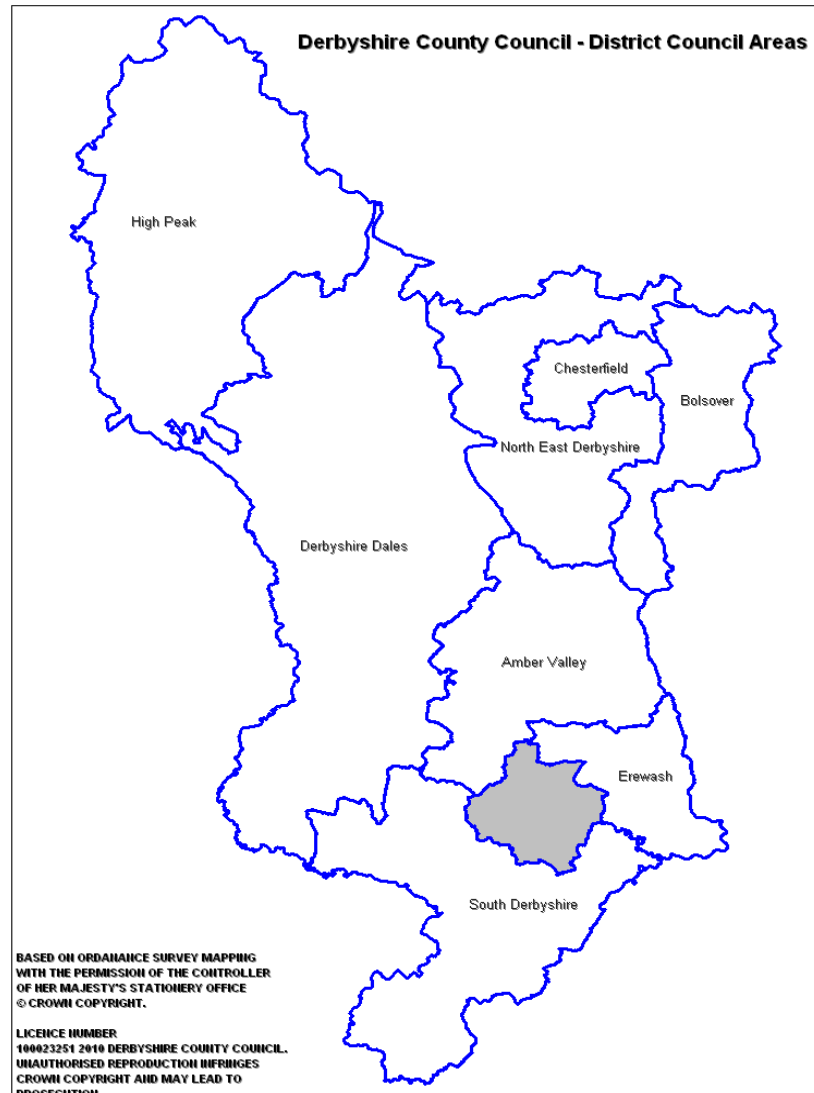 Derbyshire County Council - District Council Areas
High Peak
Chesterfield
Bolsover
North East Derbyshire
Derbyshire Dales
Amber Valley
Erewash
South Derbyshire
BASED ON ORDANANCE SURVEY MAPPING
WITH THE PERMISSION OF THE CONTROLLER
OF HER MAJESTY'S STATIONERY OFFICE
© CROWN COPYRIGHT.
LICENCE NUMBER
100023251 2010 DERBYSHIRE COUNTY COUNCIL.
UNAUTHORISED REPRODUCTION INFRINGES
CROWN COPYRIGHT AND MAY LEAD TO
PROSECUTION